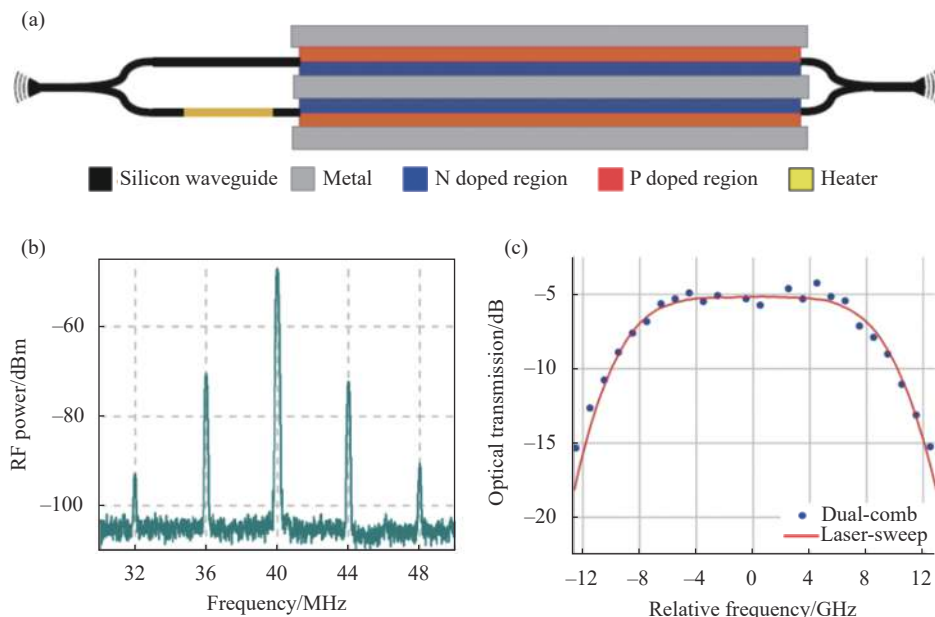 (a)
Silicon waveguide Metal N doped region P doped region Heater
(b)
RF power/dBm
−60
−80
−100
32 36 40 44 48
Frequency/MHz
(c)
Optical transmission/dB
−5
−10
−15
−20
Dual-comb
Laser-sweep
−12 −8 −4 0 4 8 12
Relative frequency/GHz